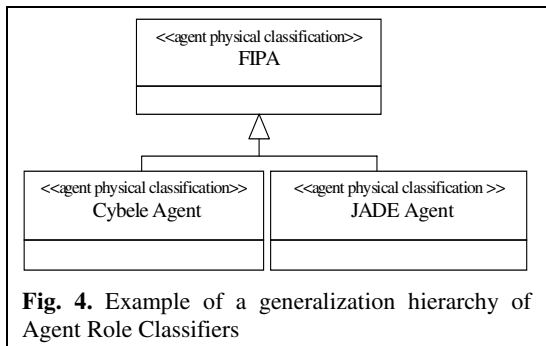 <<agent physical classification>>
FIPA
<<agent physical classification>>
Cybele Agent
<<agent physical classification >>
JADE Agent
Fig. 4. Example of a generalization hierarchy of
Agent Role Classifiers